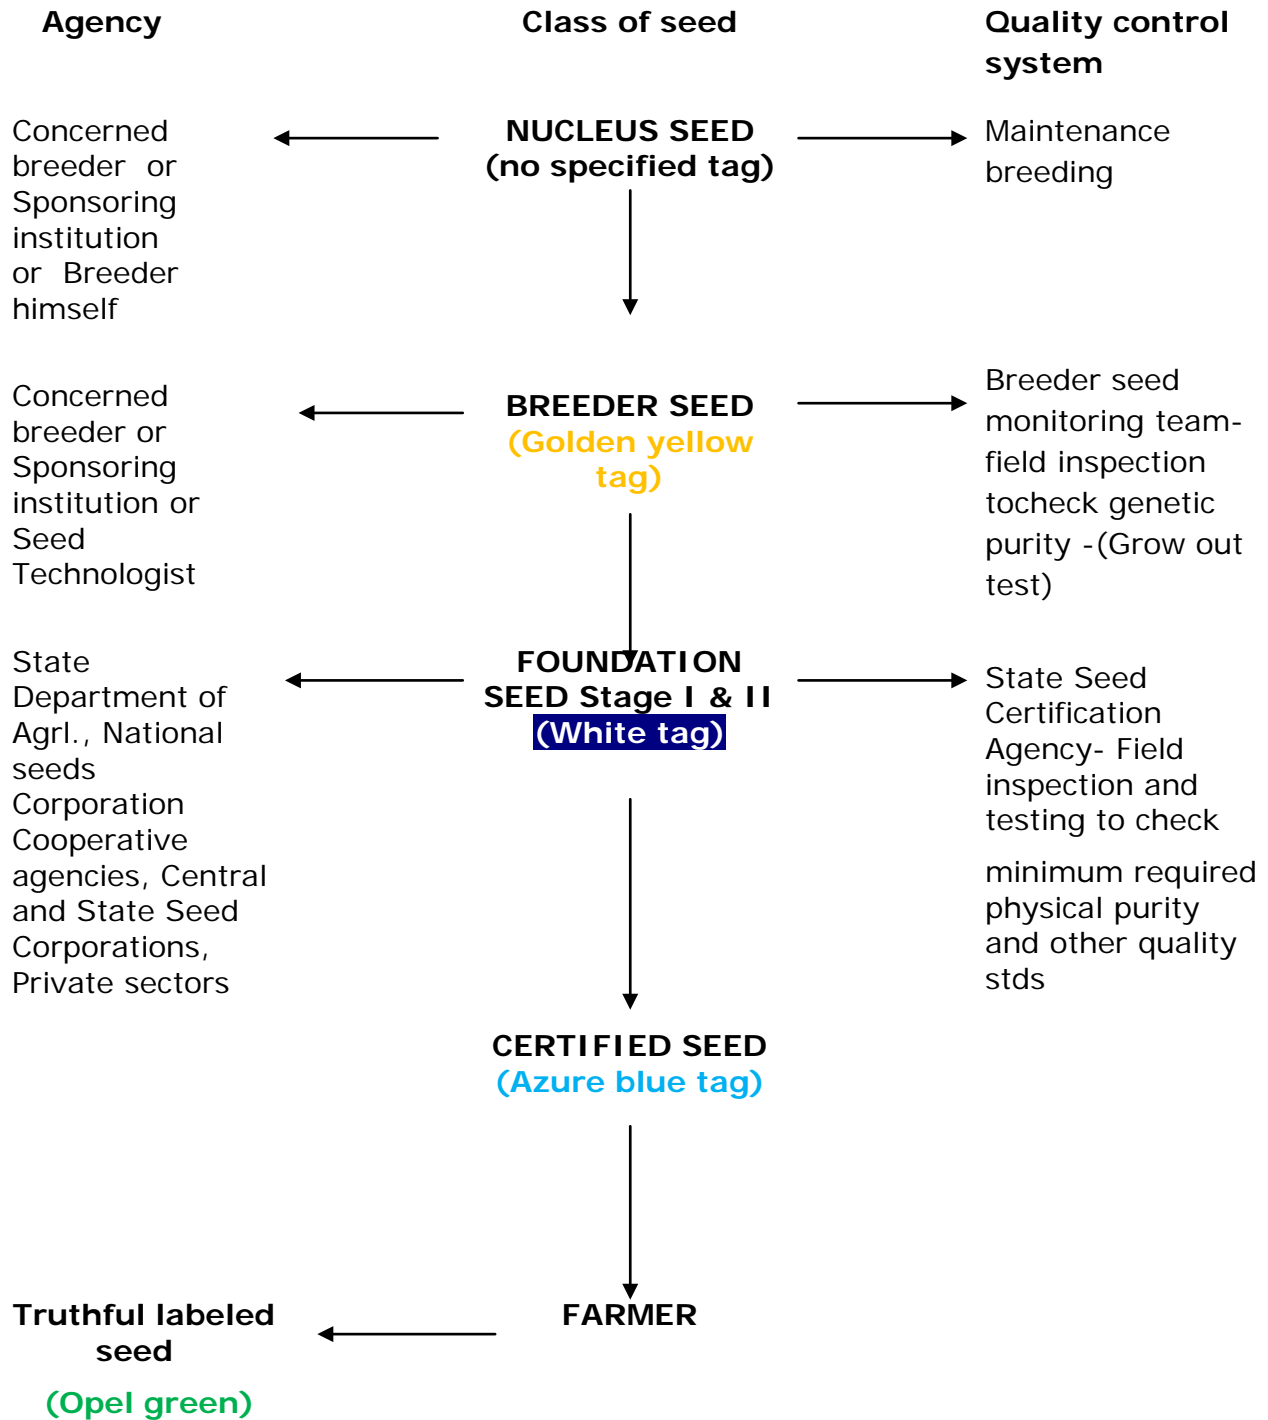 Agency
Class of seed
Quality control
system
Concerned
breeder or
Sponsoring
institution
or Breeder
himself
NUCLEUS SEED
(no specified tag)
Maintenance
breeding
Concerned
breeder or
Sponsoring
institution or
Seed
Technologist
BREEDER SEED
(Golden yellow
tag)
Breeder seed
monitoring team-
field inspection
tocheck genetic
purity -(Grow out
test)
State
Department of
Agrl., National
seeds
Corporation
Cooperative
agencies, Central
and State Seed
Corporations,
Private sectors
FOUNDATION
SEED Stage I & II
(White tag)
State Seed
Certification
Agency- Field
inspection and
testing to check
minimum required
physical purity
and other quality
stds
CERTIFIED SEED
(Azure blue tag)
Truthful labeled
seed
(Opel green)
FARMER